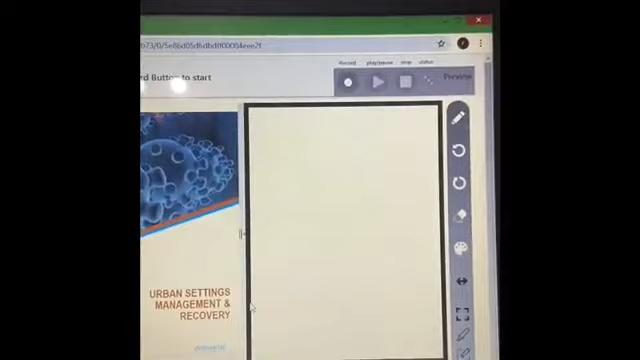 rd Button to start
Record play/pause stop status
Preview
URBAN SETTINGS
MANAGEMENT &
RECOVERY